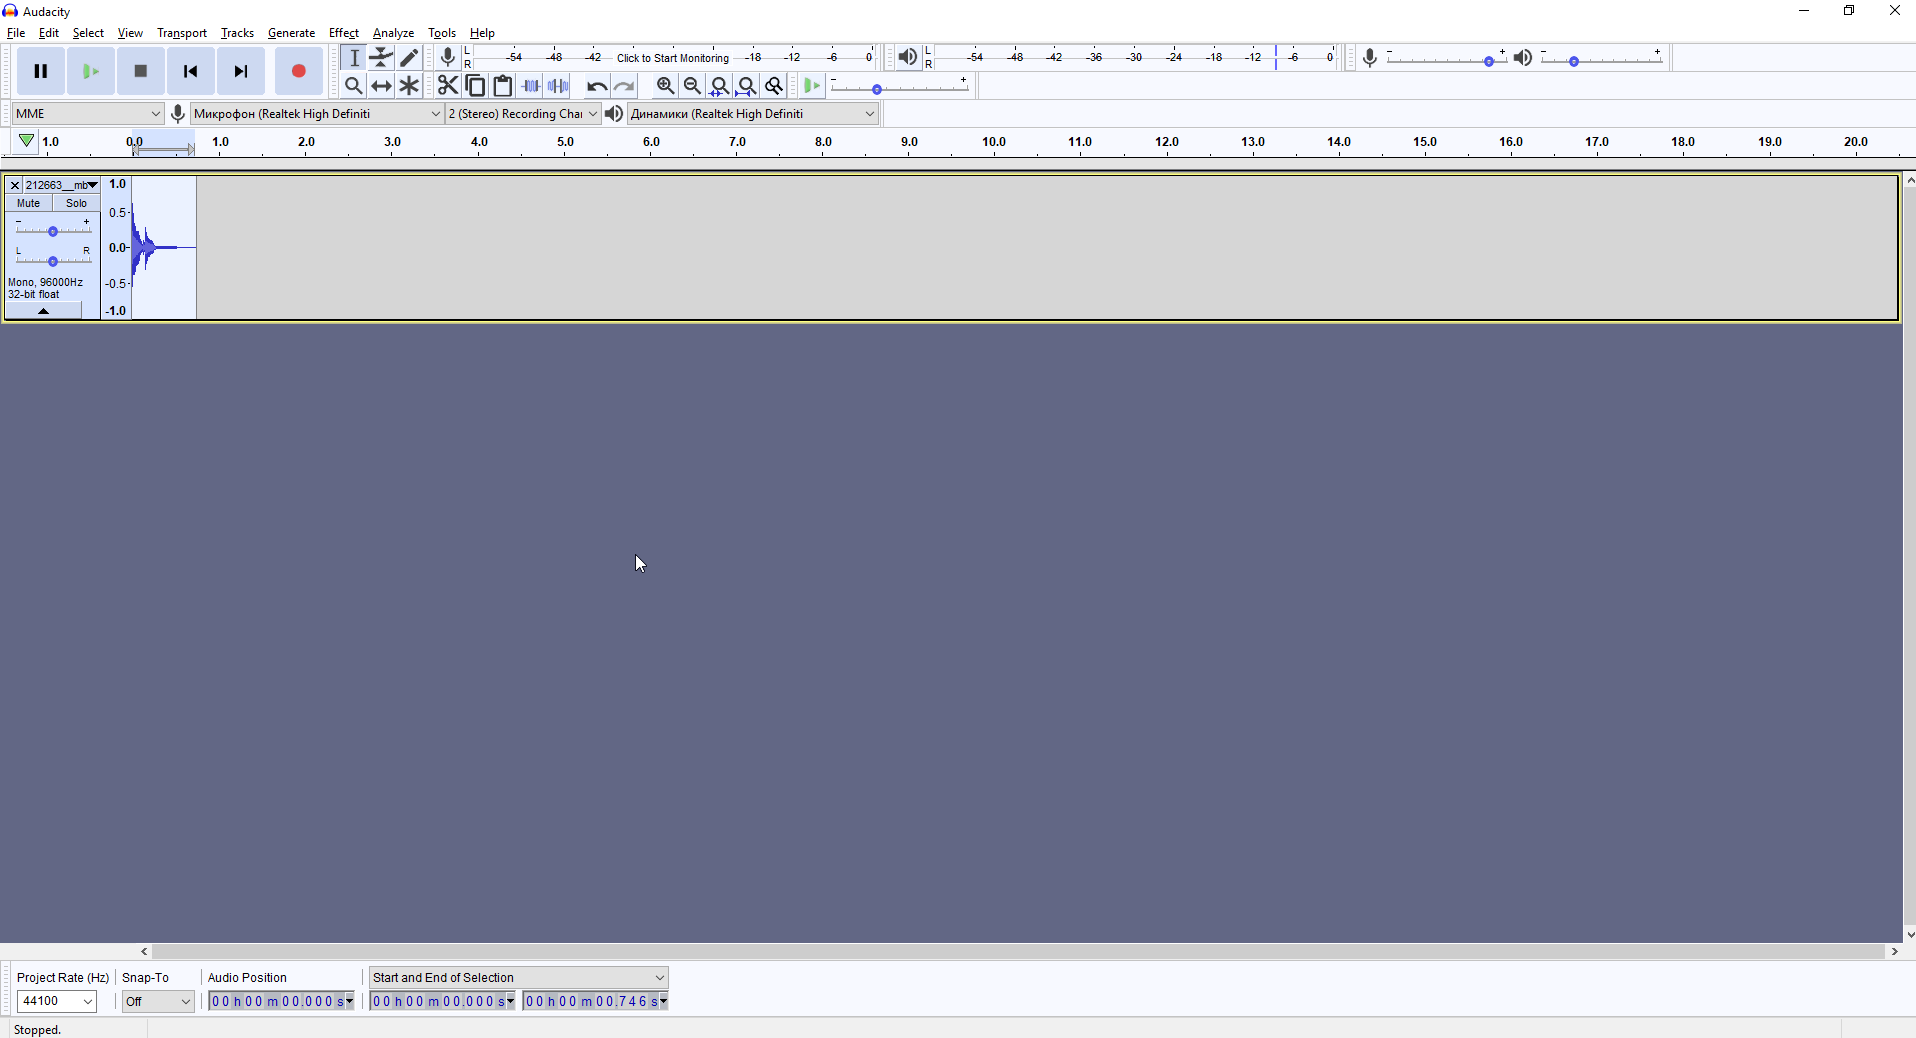 Audacity
File Edit Select View Transport Tracks Generate Effect Analyze Tools Help
L R -54 -48 -42 Click to Start Monitoring -18 -12 -6 0 L R -54 -48 -42 -36 -30 -24 -18 -12 -6 0 - + - +
- +
MME Микрофон (Realtek High Definiti 2 (Stereo) Recording Chai Динамики (Realtek High Definiti
1.0 0.0 1.0 2.0 3.0 4.0 5.0 6.0 7.0 8.0 9.0 10.0 11.0 12.0 13.0 14.0 15.0 16.0 17.0 18.0 19.0 20.0
212663__mb 1.0
Mute Solo
0.5
- +
0.0
L R
Mono, 96000Hz -0.5
32-bit float
-1.0
Project Rate (Hz) Snap-To Audio Position Start and End of Selection
44100 Off 00 h 00 m 00.000 s 00 h 00 m 00.000 s 00 h 00 m 00.746 s
Stopped.